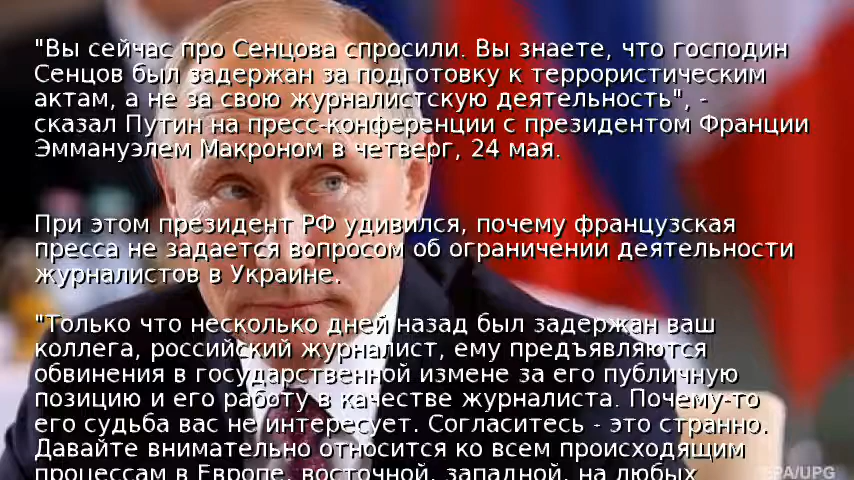 "Вы сейчас про Сенцова спросили. Вы знаете, что господин
Сенцов был задержан за подготовку к террористическим
актам, а не за свою журналистскую деятельность", -
сказал Путин на пресс-конференции с президентом Франции
Эммануэлем Макроном в четверг, 24 мая.
При этом президент РФ удивился, почему французская
пресса не задается вопросом об ограничении деятельности
журналистов в Украине.
"Только что несколько дней назад был задержан ваш
коллега, российский журналист, ему предъявляются
обвинения в государственной измене за его публичную
позицию и его работу в качестве журналиста. Почему-то
его судьба вас не интересует. Согласитесь - это странно.
Давайте внимательно относится ко всем происходящим
процессам в Европе, восточной, западной, на любых
EPA/UPG